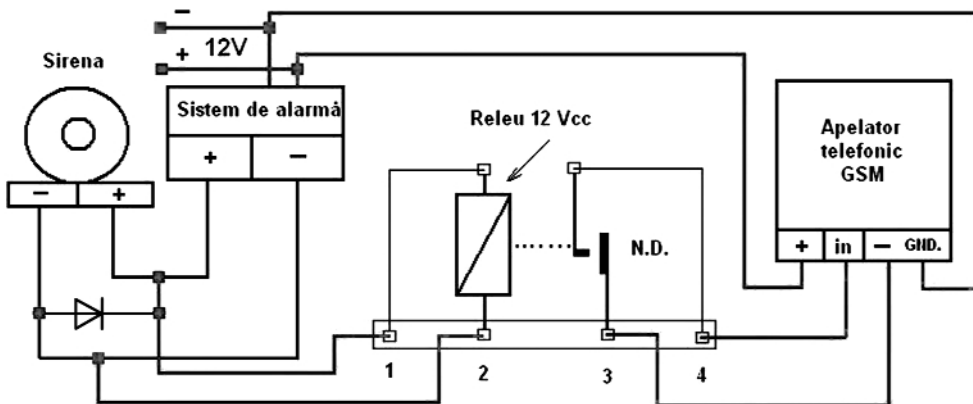 −
+ 12V
Sirena
Sistem de alarmă
+ −
− +
Releu 12 Vcc
N.D.
Apelator
telefonic
GSM
+ in − GND.
1 2 3 4